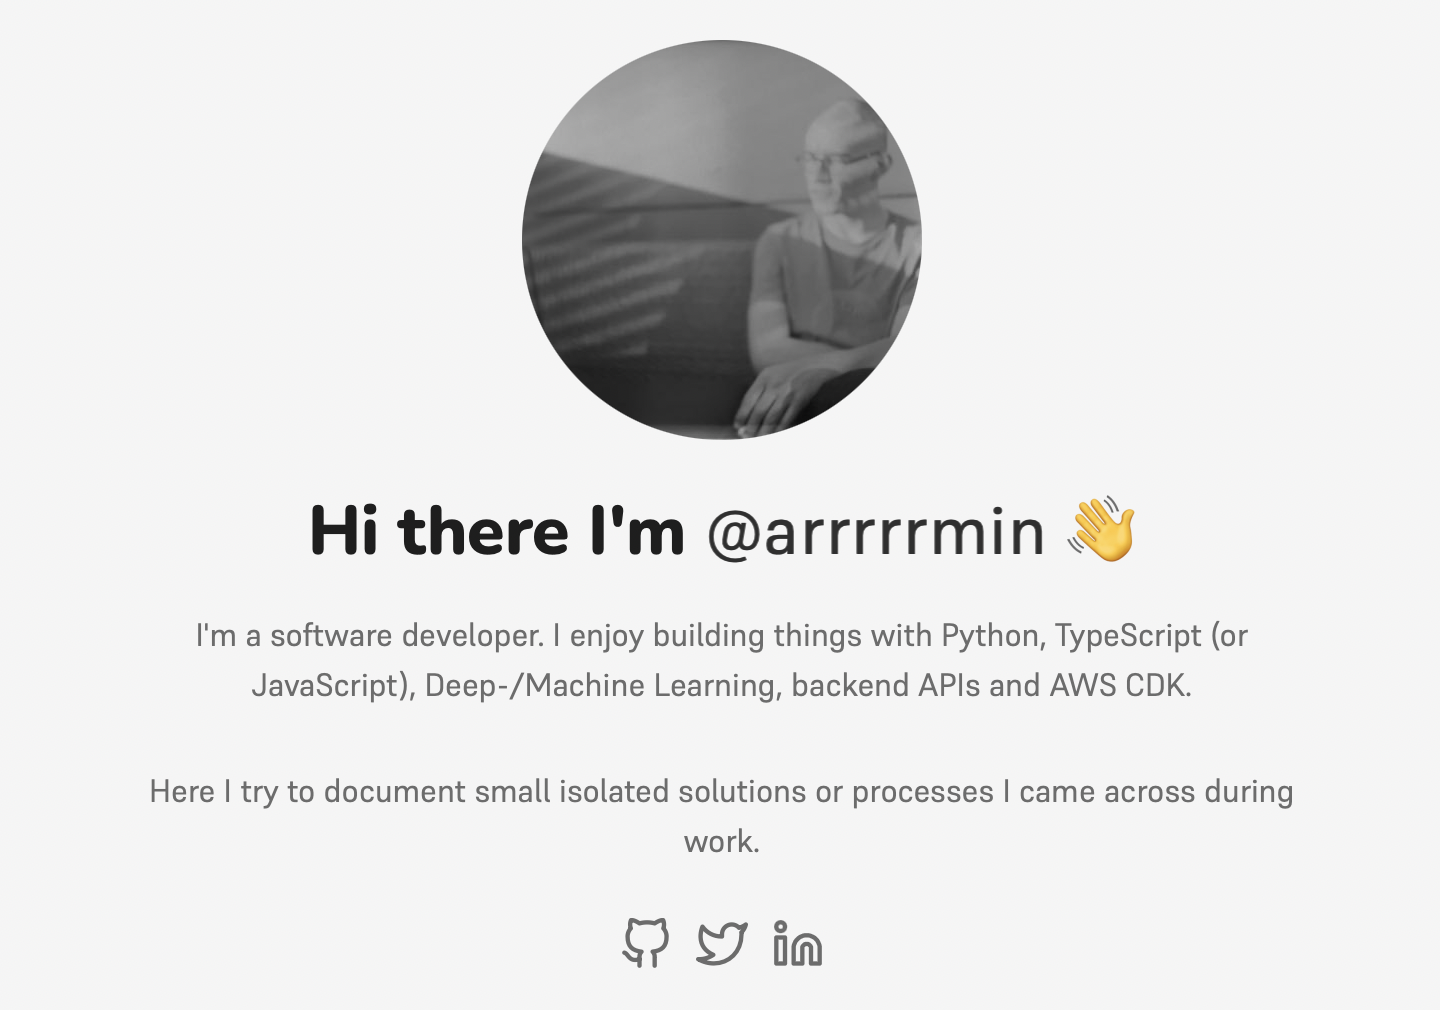 Hi there I'm @arrrrrmin 👋
I'm a software developer. I enjoy building things with Python, TypeScript (or
JavaScript), Deep-/Machine Learning, backend APIs and AWS CDK.
Here I try to document small isolated solutions or processes I came across during
work.